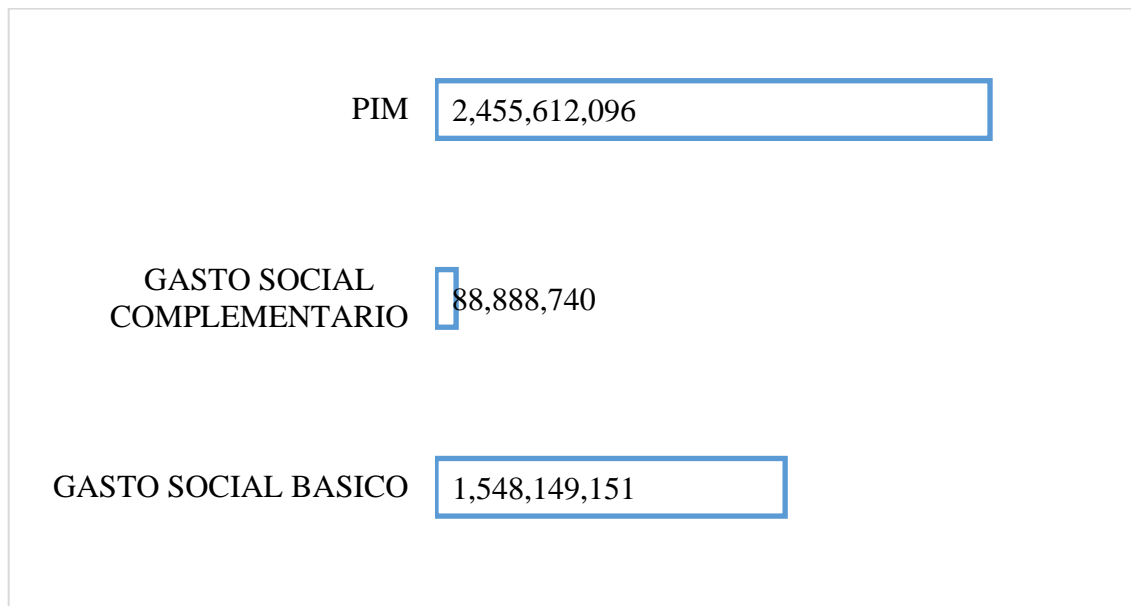 PIM
2,455,612,096
GASTO SOCIAL
COMPLEMENTARIO
88,888,740
GASTO SOCIAL BASICO
1,548,149,151